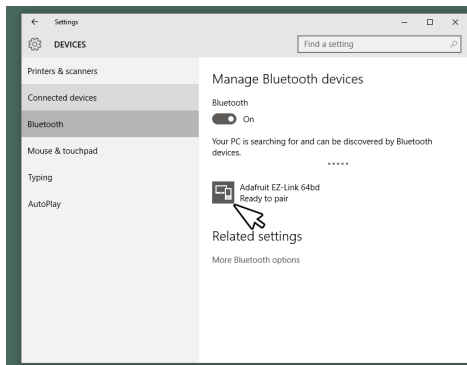 Settings
DEVICES
Find a setting
Printers & scanners
Connected devices
Bluetooth
Mouse & touchpad
Typing
AutoPlay
Manage Bluetooth devices
Bluetooth
On
Your PC is searching for and can be discovered by Bluetooth
devices.
Adafruit EZ-Link 64bd
Ready to pair
Related settings
More Bluetooth options